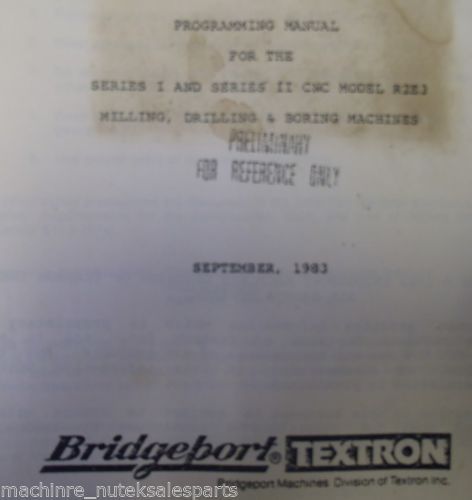 PROGRAMMING MANUAL
FOR THE
SERIES I AND SERIES II CNC MODEL R2E3
MILLING, DRILLING & BORING MACHINES
PRELIMINARY
FOR REFERENCE ONLY
SEPTEMBER, 1983
Bridgeport® TEXTRON
Bridgeport Machines Division of Textron Inc.
machinre_nuteksalesparts